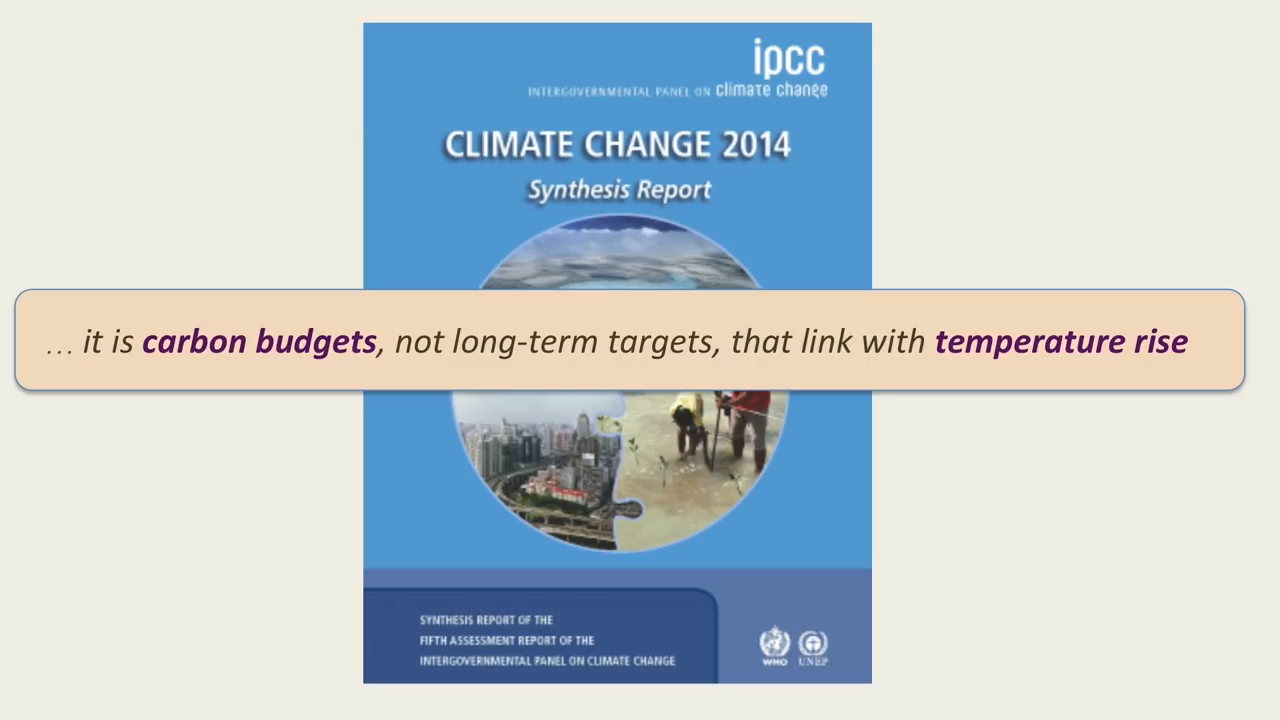 ipcc
INTERGOVERNMENTAL PANEL ON climate change
CLIMATE CHANGE 2014
Synthesis Report
… it is carbon budgets, not long-term targets, that link with temperature rise
SYNTHESIS REPORT OF THE
FIFTH ASSESSMENT REPORT OF THE
INTERGOVERNMENTAL PANEL ON CLIMATE CHANGE
WMO UNEP